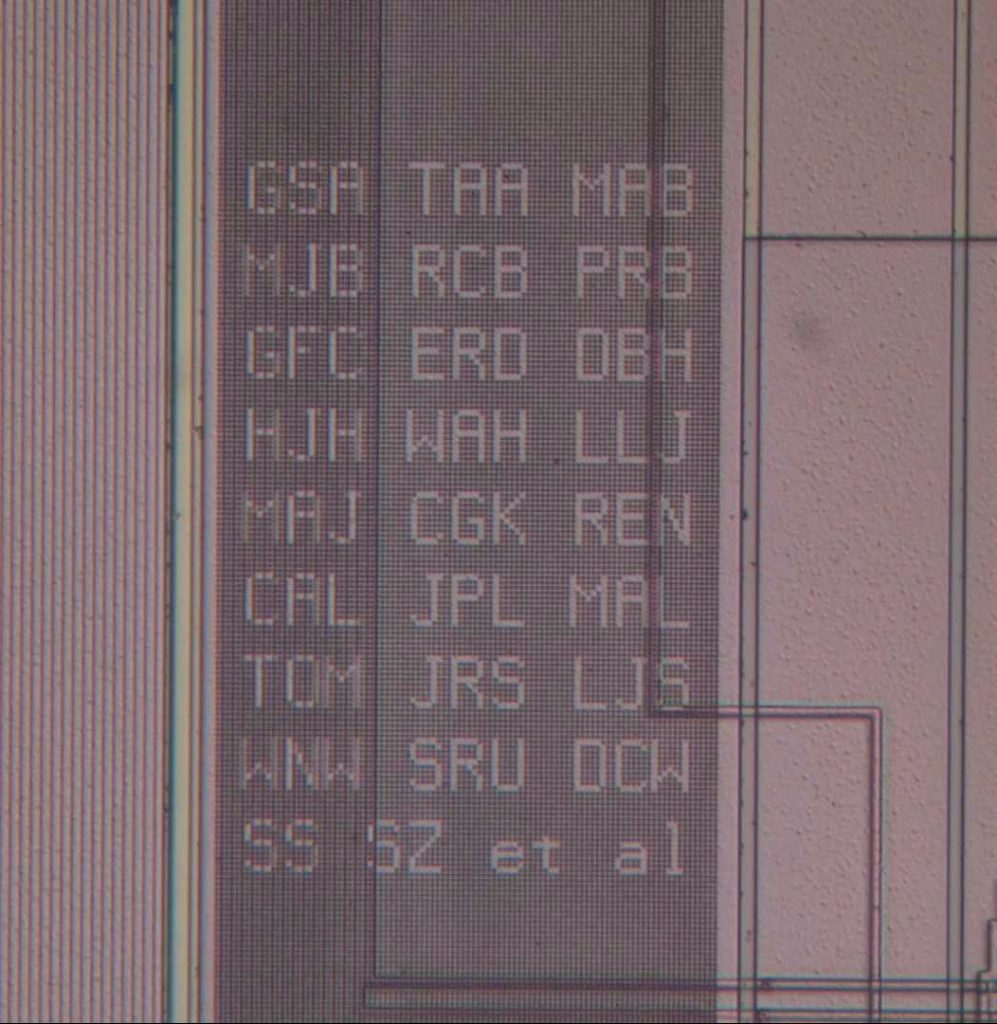 GSA TAA MAB
MJB RCB PRB
GFC ERD DBH
HJH WAH LLJ
MAJ CGK REN
CAL JPL MAL
TOM JRS LJS
WNW SRU DCW
SS SZ et al